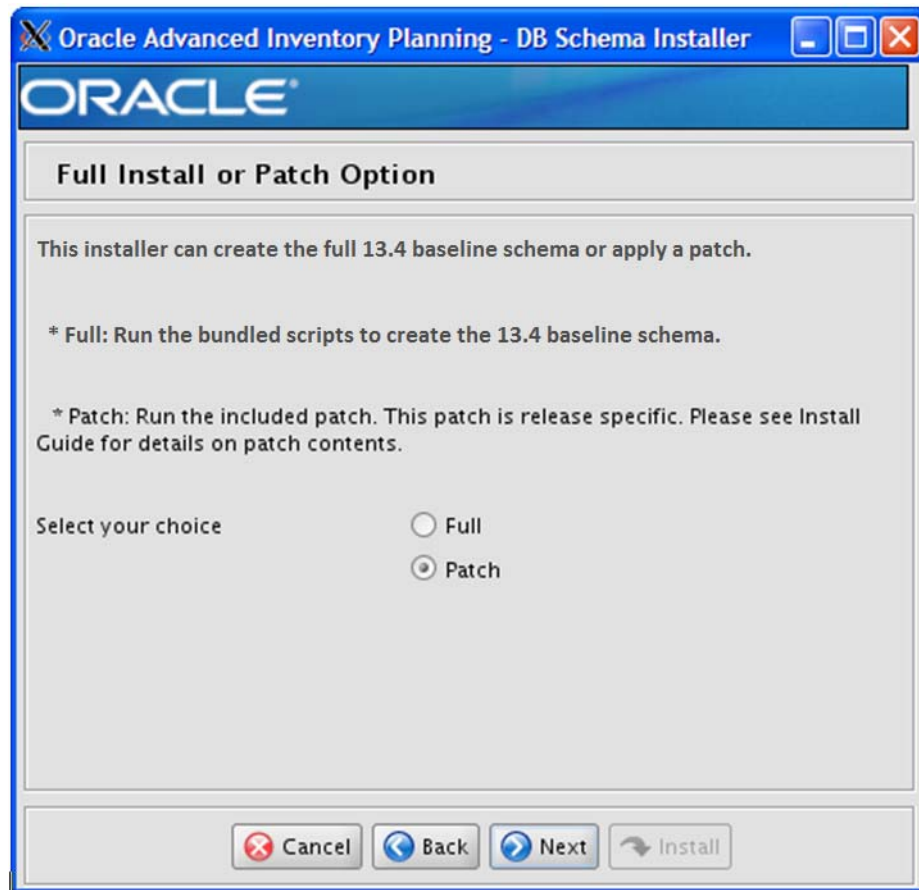 Oracle Advanced Inventory Planning - DB Schema Installer
ORACLE®
Full Install or Patch Option
This installer can create the full 13.4 baseline schema or apply a patch.
* Full: Run the bundled scripts to create the 13.4 baseline schema.
* Patch: Run the included patch. This patch is release specific. Please see Install
Guide for details on patch contents.
Select your choice
Full
Patch
Cancel Back Next Install